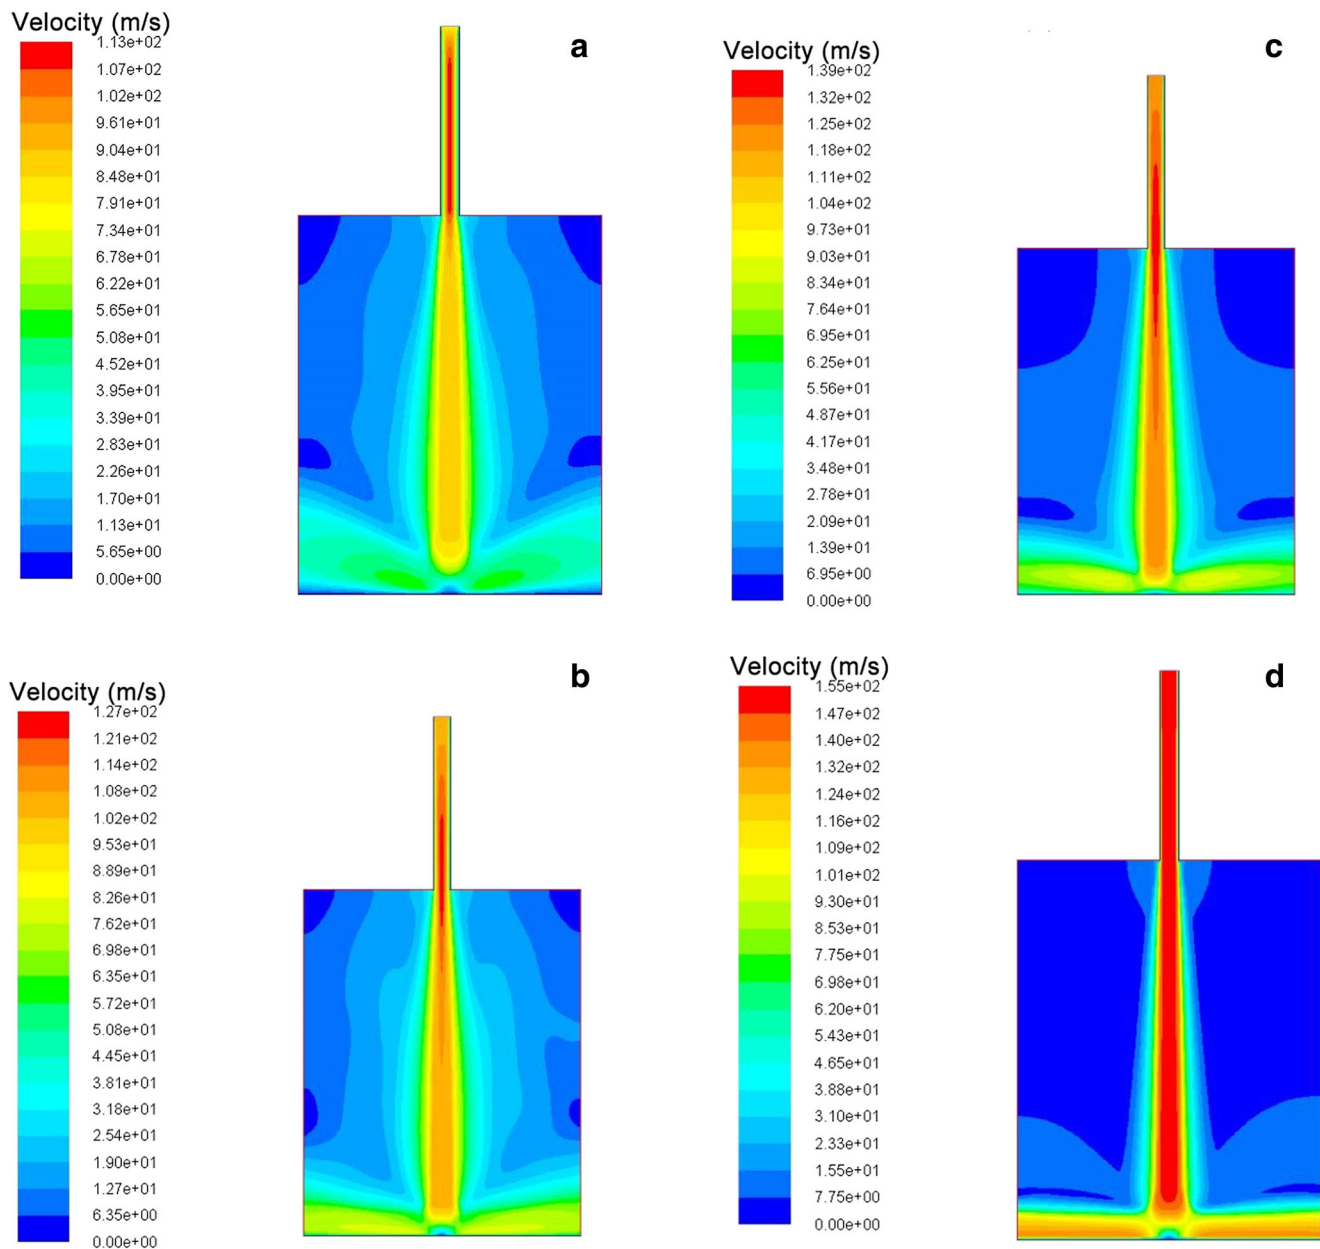 Velocity (m/s)
1.13e+02
1.07e+02
1.02e+02
9.61e+01
9.04e+01
8.48e+01
7.91e+01
7.34e+01
6.78e+01
6.22e+01
5.65e+01
5.08e+01
4.52e+01
3.95e+01
3.39e+01
2.83e+01
2.26e+01
1.70e+01
1.13e+01
5.65e+00
0.00e+00
a
Velocity (m/s)
1.39e+02
1.32e+02
1.25e+02
1.18e+02
1.11e+02
1.04e+02
9.73e+01
9.03e+01
8.34e+01
7.64e+01
6.95e+01
6.25e+01
5.56e+01
4.87e+01
4.17e+01
3.48e+01
2.78e+01
2.09e+01
1.39e+01
6.95e+00
0.00e+00
c
Velocity (m/s)
1.27e+02
1.21e+02
1.14e+02
1.08e+02
1.02e+02
9.53e+01
8.89e+01
8.26e+01
7.62e+01
6.98e+01
6.35e+01
5.72e+01
5.08e+01
4.45e+01
3.81e+01
3.18e+01
2.54e+01
1.90e+01
1.27e+01
6.35e+00
0.00e+00
b
Velocity (m/s)
1.55e+02
1.47e+02
1.40e+02
1.32e+02
1.24e+02
1.16e+02
1.09e+02
1.01e+02
9.30e+01
8.53e+01
7.75e+01
6.98e+01
6.20e+01
5.43e+01
4.65e+01
3.88e+01
3.10e+01
2.33e+01
1.55e+01
7.75e+00
0.00e+00
d